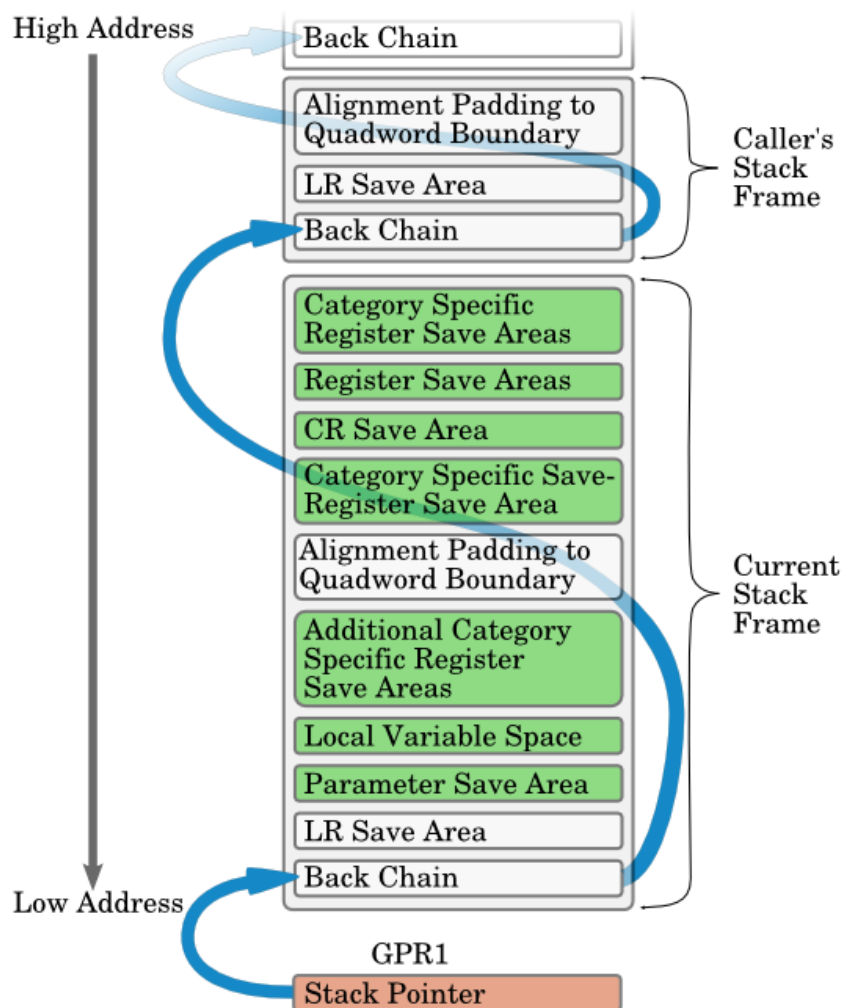 High Address
Back Chain
Alignment Padding to
Quadword Boundary
LR Save Area
Back Chain
Caller's
Stack
Frame
Category Specific
Register Save Areas
Register Save Areas
CR Save Area
Category Specific Save-
Register Save Area
Alignment Padding to
Quadword Boundary
Additional Category
Specific Register
Save Areas
Local Variable Space
Parameter Save Area
LR Save Area
Back Chain
Current
Stack
Frame
Low Address
GPR1
Stack Pointer